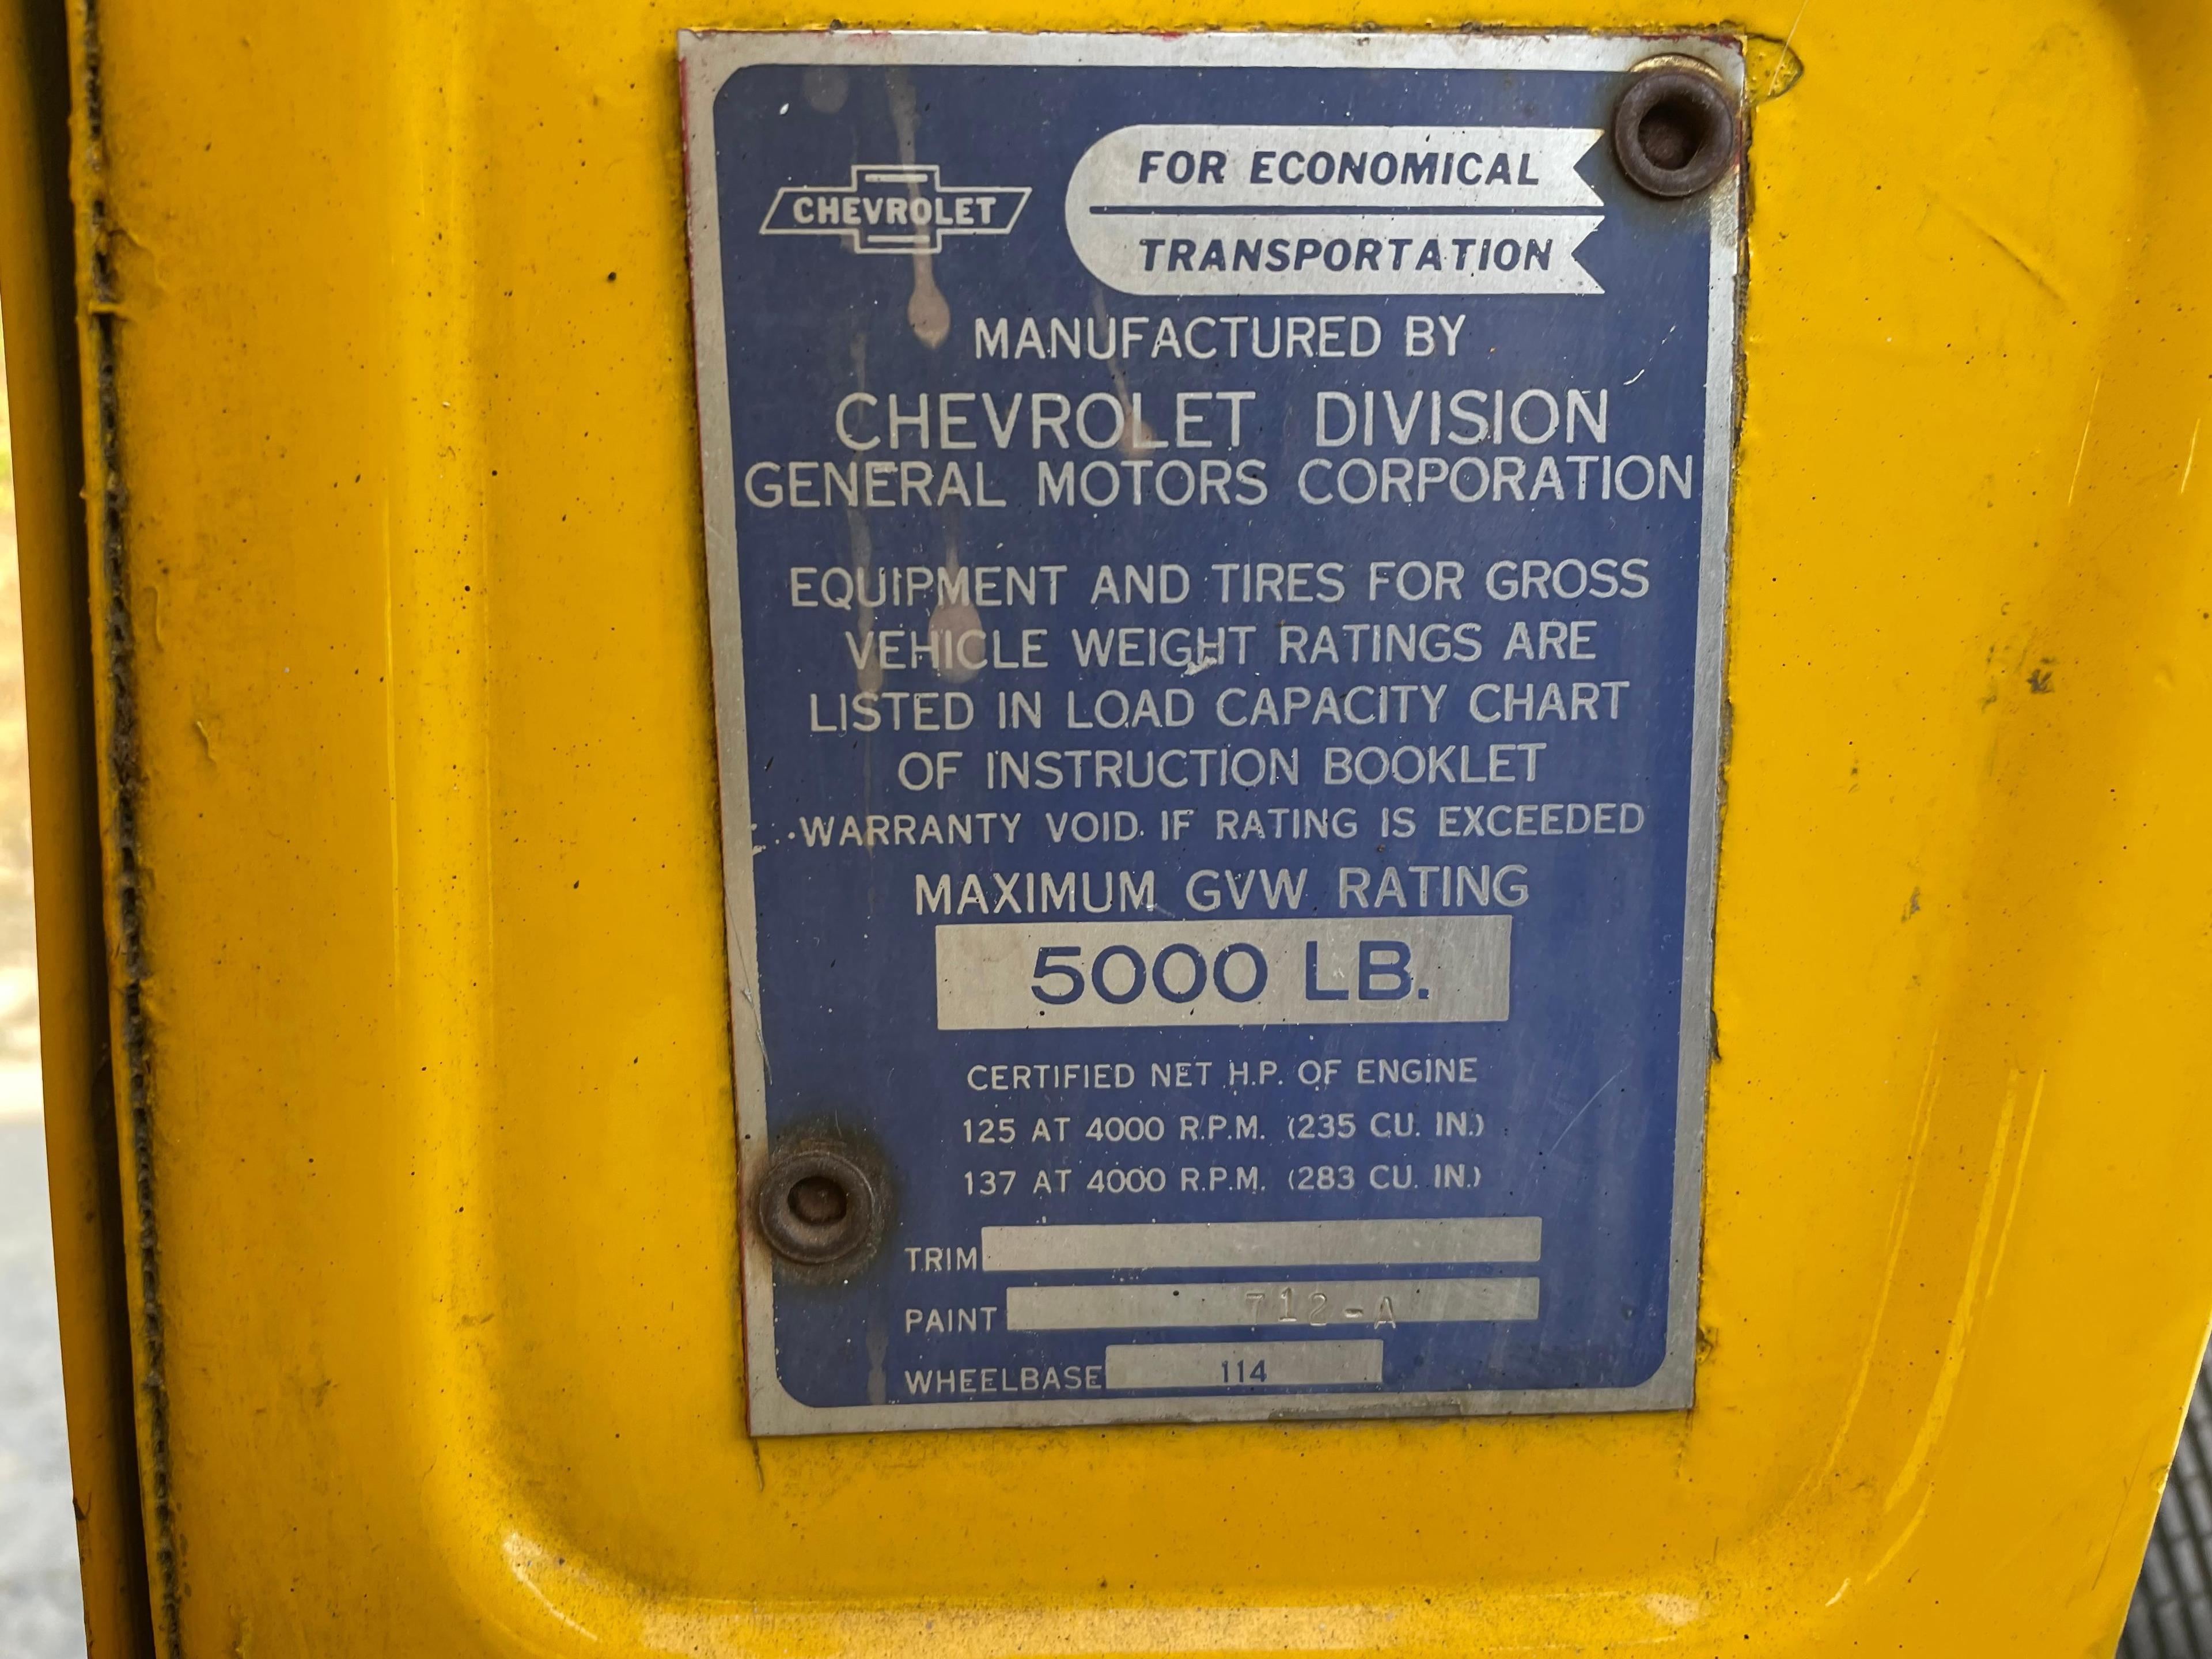 CHEVROLET
FOR ECONOMICAL
TRANSPORTATION
MANUFACTURED BY
CHEVROLET DIVISION
GENERAL MOTORS CORPORATION
EQUIPMENT AND TIRES FOR GROSS
VEHICLE WEIGHT RATINGS ARE
LISTED IN LOAD CAPACITY CHART
OF INSTRUCTION BOOKLET
WARRANTY VOID IF RATING IS EXCEEDED
MAXIMUM GVW RATING
5000 LB.
CERTIFIED NET H.P. OF ENGINE
125 AT 4000 R.P.M. (235 CU. IN.)
137 AT 4000 R.P.M. (283 CU. IN.)
TRIM
PAINT 712-A
WHEELBASE 114